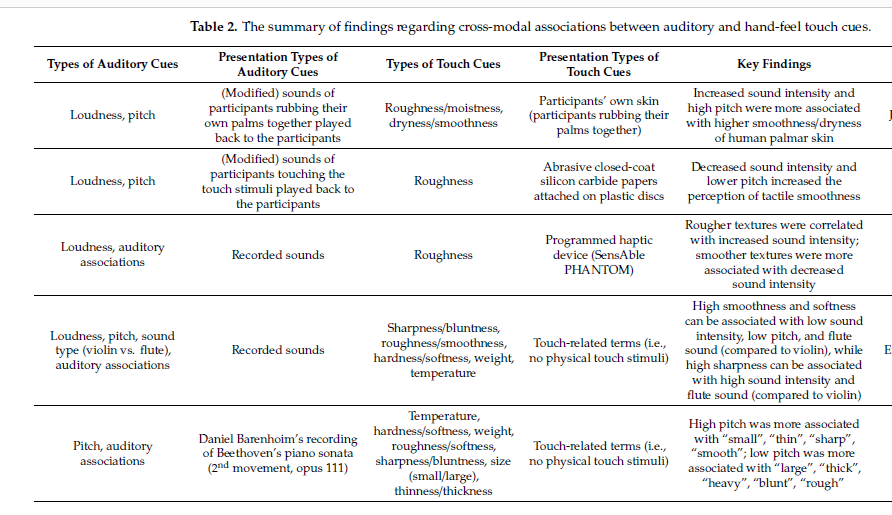 Table 2. The summary of findings regarding cross-modal associations between auditory and hand-feel touch cues.
Types of Auditory Cues
Presentation Types of
Auditory Cues
Types of Touch Cues
Presentation Types of
Touch Cues
Key Findings
Loudness, pitch
(Modified) sounds of
participants rubbing their
own palms together played
back to the participants
Roughness/moistness,
dryness/smoothness
Participants' own skin
(participants rubbing their
palms together)
Increased sound intensity and
high pitch were more associated
with higher smoothness/dryness
of human palmar skin
J
Loudness, pitch
(Modified) sounds of
participants touching the
touch stimuli played back to
the participants
Roughness
Abrasive closed-coat
silicon carbide papers
attached on plastic discs
Decreased sound intensity and
lower pitch increased the
perception of tactile smoothness
Loudness, auditory
associations
Recorded sounds
Roughness
Programmed haptic
device (SensAble
PHANTOM)
Rougher textures were correlated
with increased sound intensity;
smoother textures were more
associated with decreased
sound intensity
Loudness, pitch, sound
type (violin vs. flute),
auditory associations
Recorded sounds
Sharpness/bluntness,
roughness/smoothness,
hardness/softness, weight,
temperature
Touch-related terms (i.e.,
no physical touch stimuli)
High smoothness and softness
can be associated with low sound
intensity, low pitch, and flute
sound (compared to violin), while
high sharpness can be associated
with high sound intensity and
flute sound (compared to violin)
E
Pitch, auditory
associations
Daniel Barenhoim's recording
of Beethoven's piano sonata
(2nd movement, opus 111)
Temperature,
hardness/softness, weight,
roughness/softness,
sharpness/bluntness, size
(small/large),
thinness/thickness
Touch-related terms (i.e.,
no physical touch stimuli)
High pitch was more associated
with "small", "thin", "sharp",
"smooth"; low pitch was more
associated with "large", "thick",
"heavy", "blunt", "rough"